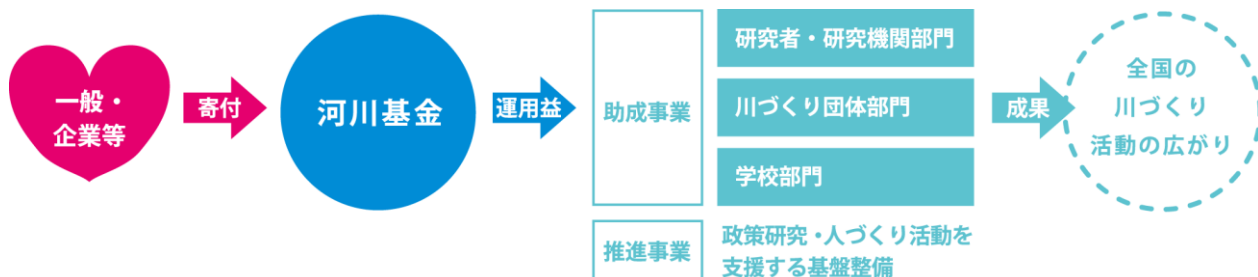 一般・
企業等
寄付
河川基金
運用益
助成事業
研究者・研究機関部門
川づくり団体部門
学校部門
成果
全国の
川づくり
活動の広がり
推進事業
政策研究・人づくり活動を
支援する基盤整備